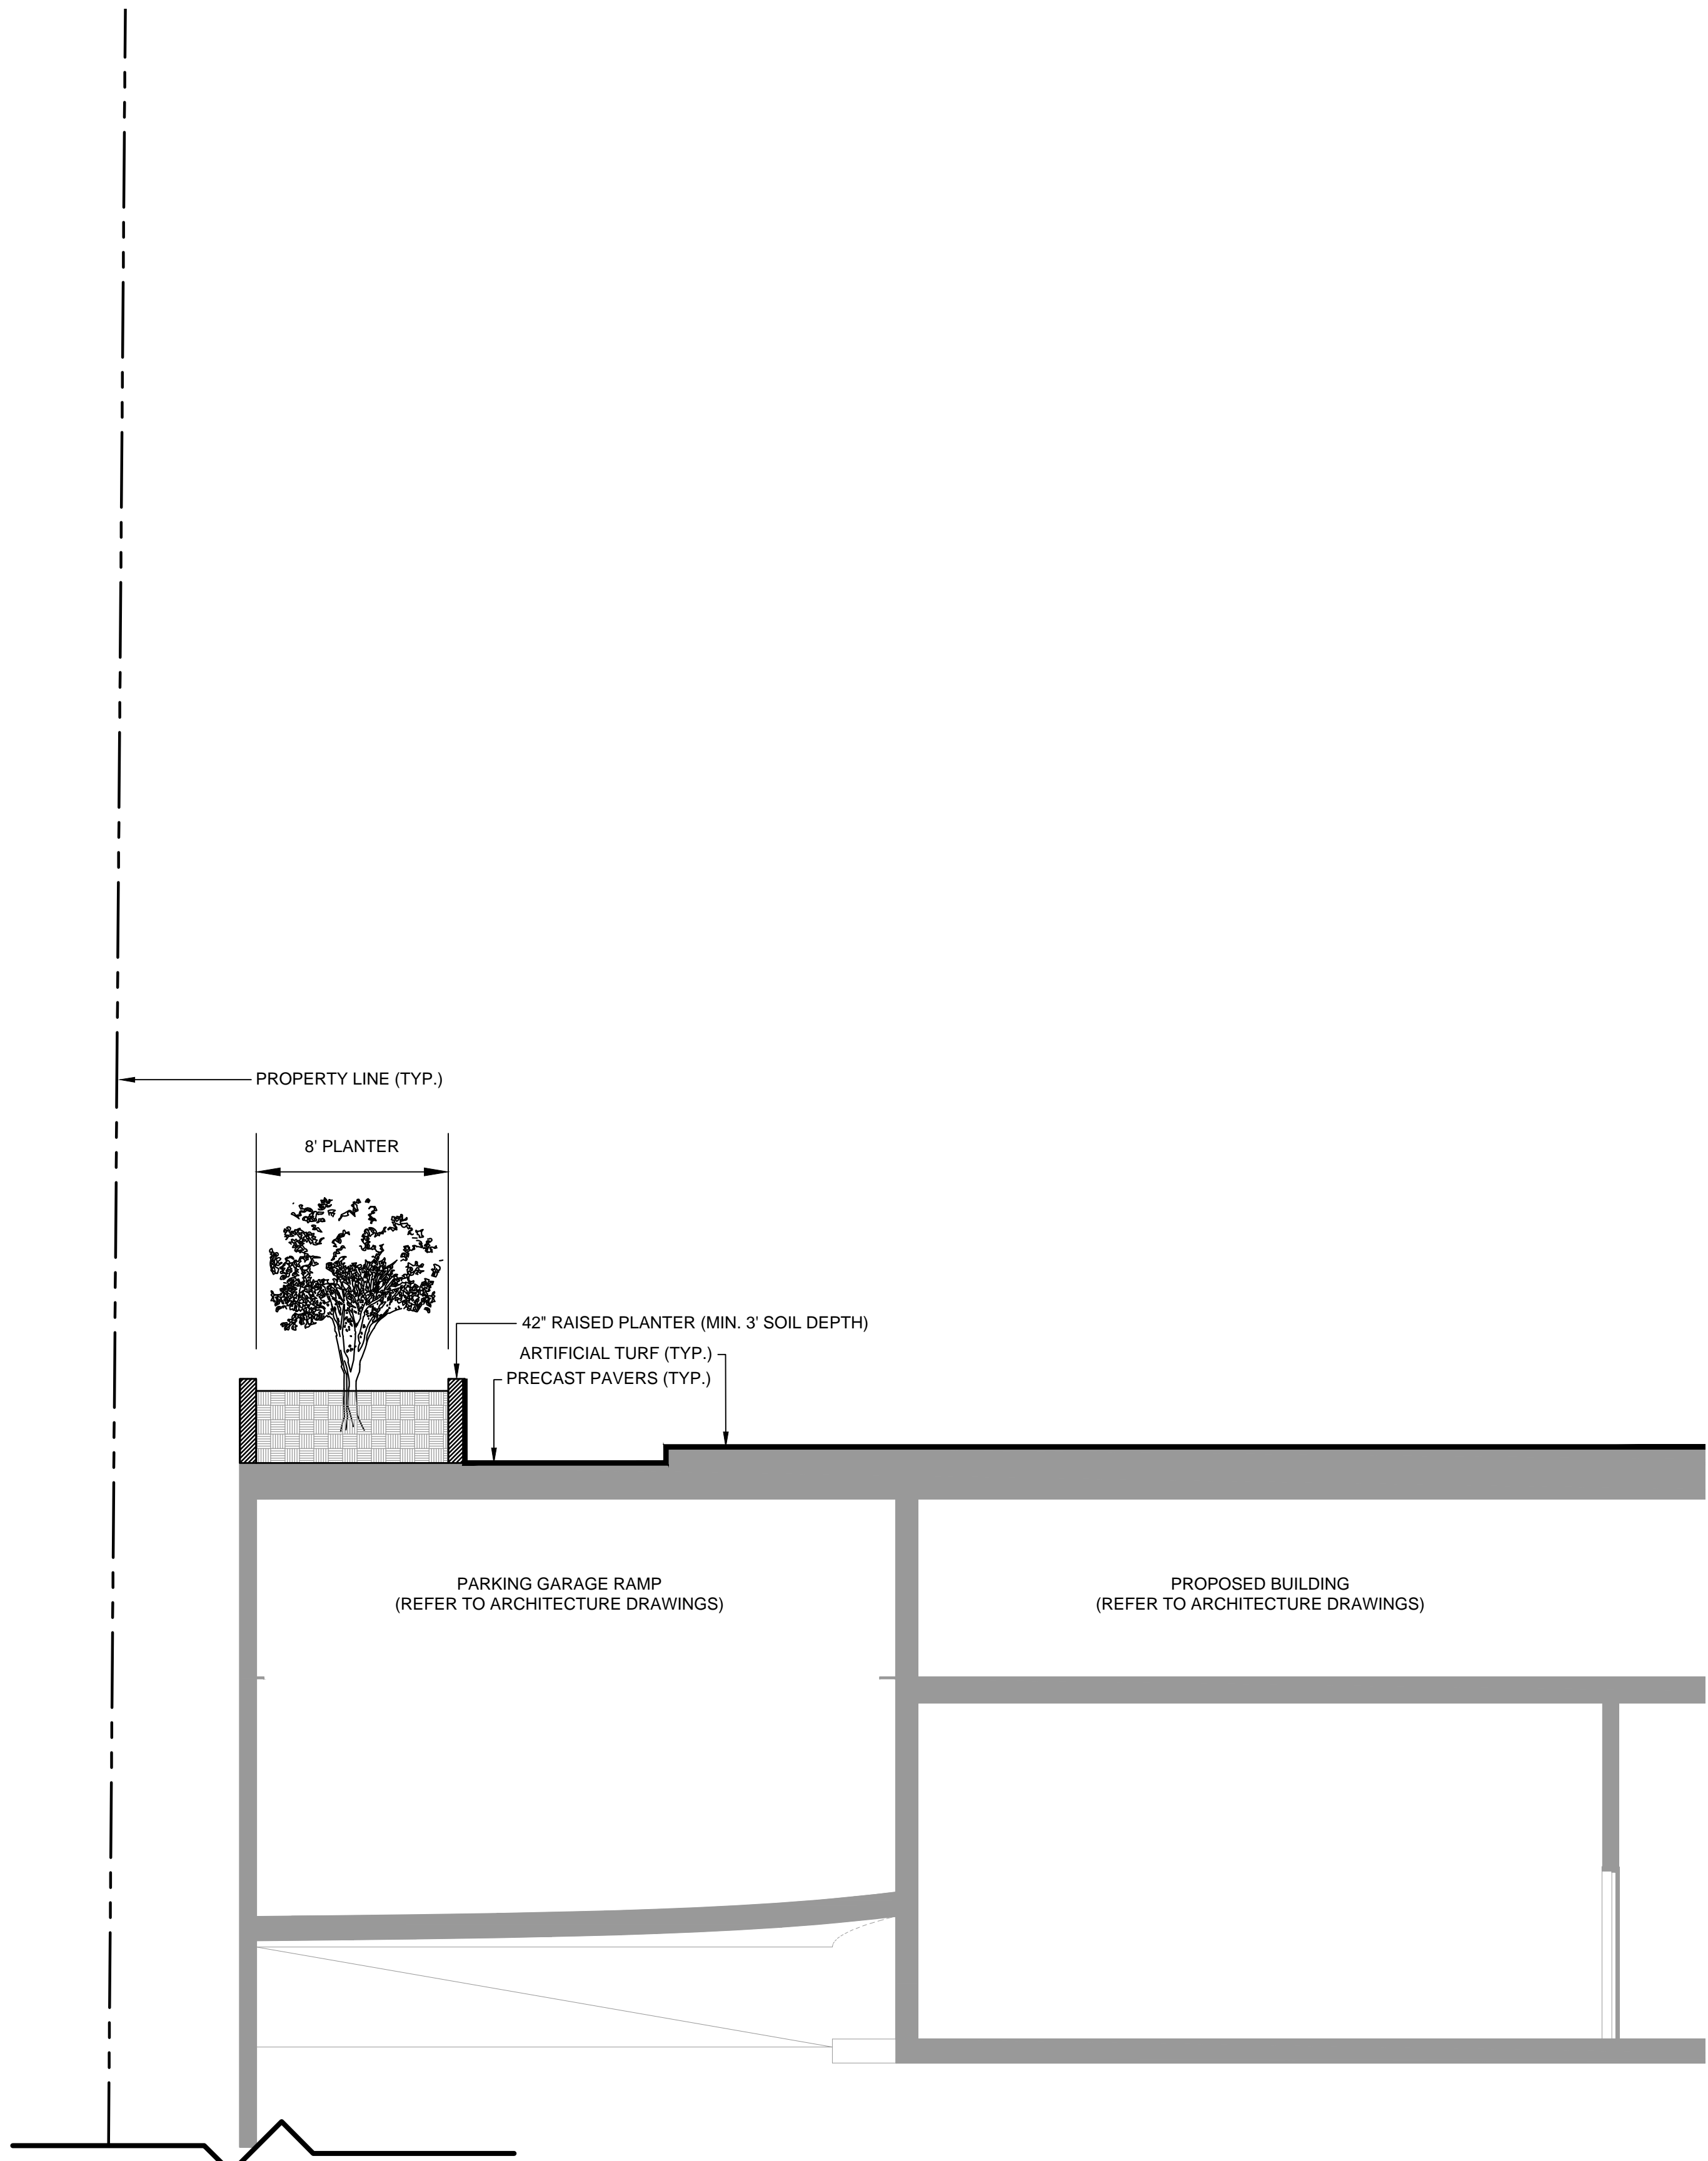 PROPERTY LINE (TYP.)
8' PLANTER
42" RAISED PLANTER (MIN. 3' SOIL DEPTH)
ARTIFICIAL TURF (TYP.)
PRECAST PAVERS (TYP.)
PARKING GARAGE RAMP
(REFER TO ARCHITECTURE DRAWINGS)
PROPOSED BUILDING
(REFER TO ARCHITECTURE DRAWINGS)